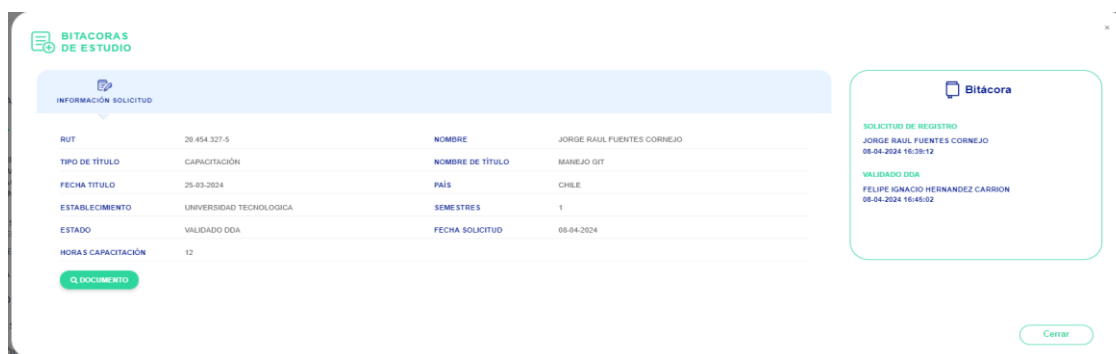 BITACORAS
DE ESTUDIO
×
INFORMACIÓN SOLICITUD
RUT 20.454.327-5 NOMBRE JORGE RAUL FUENTES CORNEJO
TIPO DE TÍTULO CAPACITACIÓN NOMBRE DE TÍTULO MANEJO GIT
FECHA TITULO 25-03-2024 PAÌS CHILE
ESTABLECIMIENTO UNIVERSIDAD TECNOLOGICA SEMESTRES 1
ESTADO VALIDADO DDA FECHA SOLICITUD 08-04-2024
HORAS CAPACITACIÓN 12
DOCUMENTO
Bitácora
SOLICITUD DE REGISTRO
JORGE RAUL FUENTES CORNEJO
08-04-2024 16:39:12
VALIDADO DDA
FELIPE IGNACIO HERNANDEZ CARRION
08-04-2024 16:45:02
Cerrar